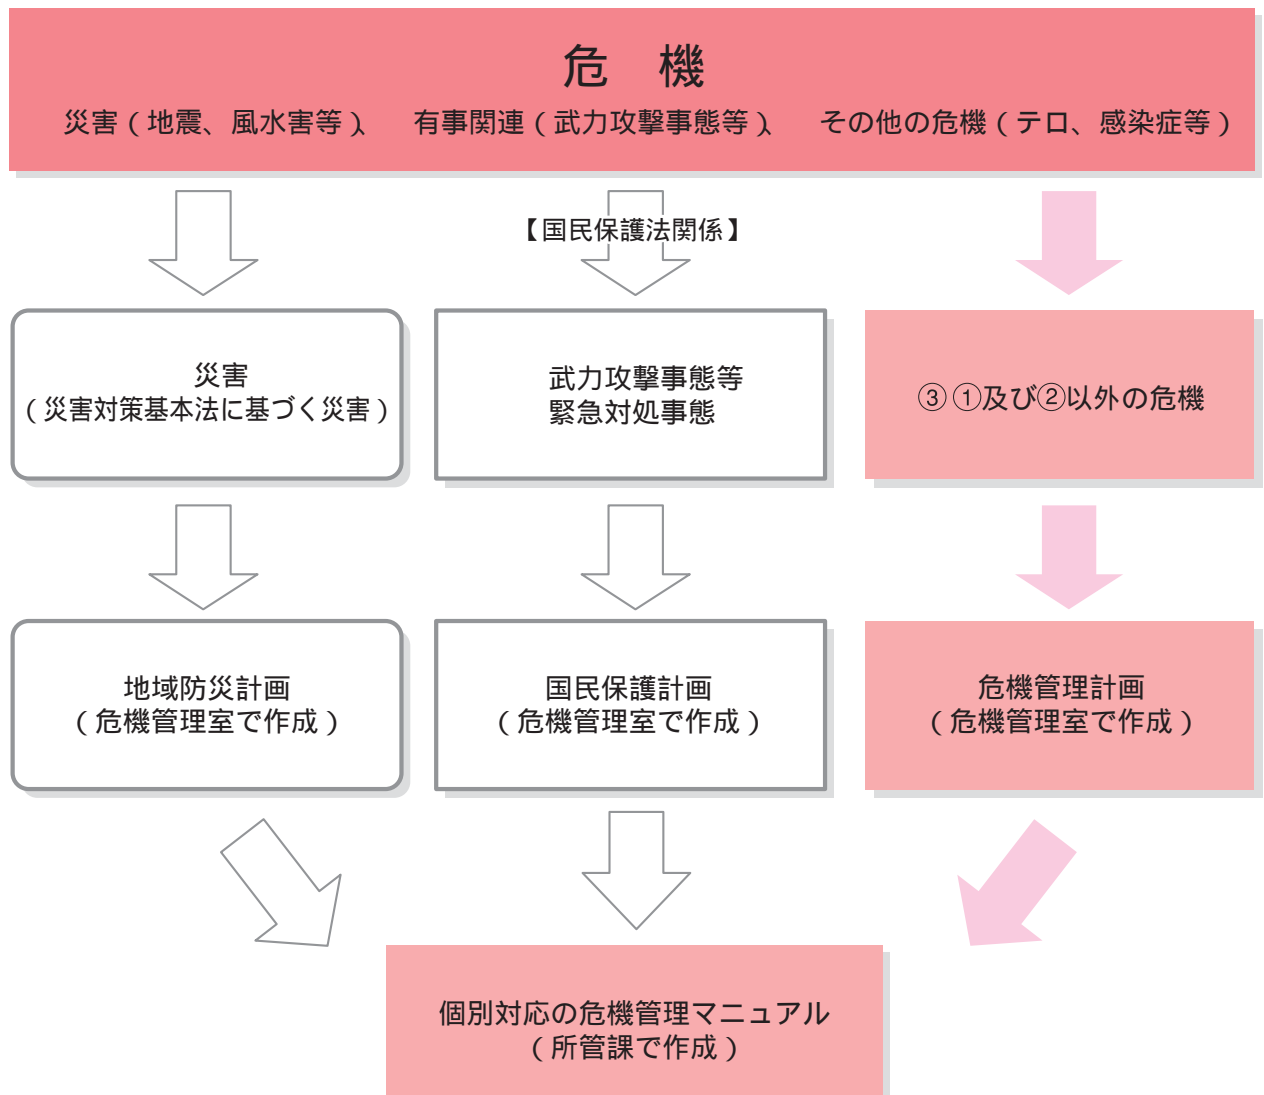 危 機
災害（地震、風水害等）、 有事関連（武力攻撃事態等）、 その他の危機（テロ、感染症等）
【国民保護法関係】
災害
（災害対策基本法に基づく災害）
武力攻撃事態等
緊急対処事態
③ ①及び②以外の危機
地域防災計画
（危機管理室で作成）
国民保護計画
（危機管理室で作成）
危機管理計画
（危機管理室で作成）
個別対応の危機管理マニュアル
（所管課で作成）